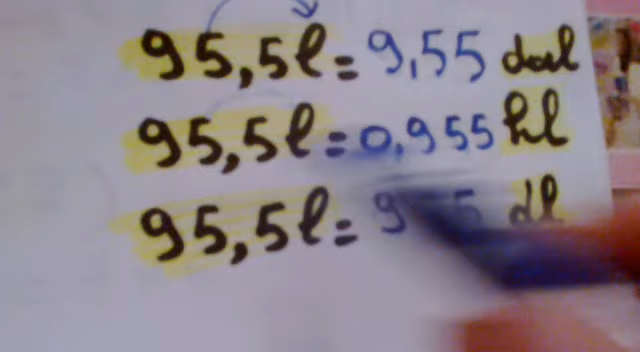 95,5l = 9,55 dal
95,5l = 0,955 hl
95,5l = dl